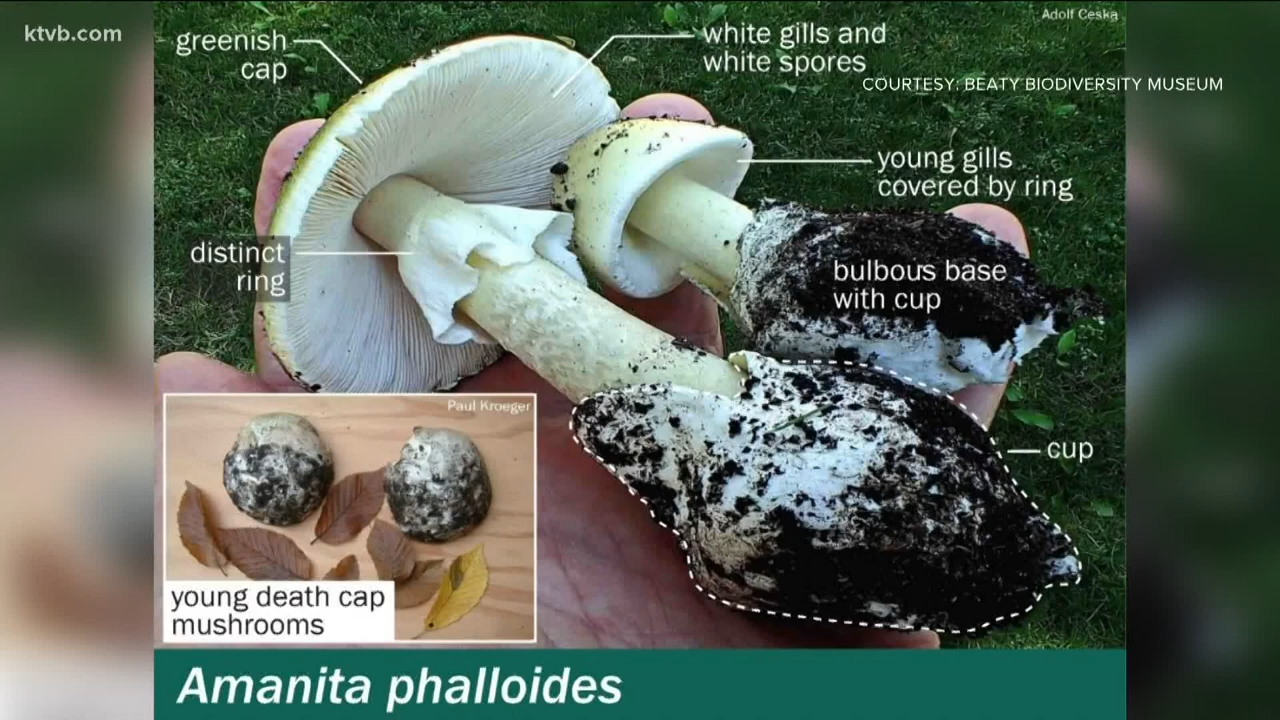 ktvb.com
Adolf Ceska
greenish
cap
white gills and
white spores
COURTESY: BEATY BIODIVERSITY MUSEUM
young gills
covered by ring
distinct
ring
bulbous base
with cup
cup
Paul Kroeger
young death cap
mushrooms
Amanita phalloides